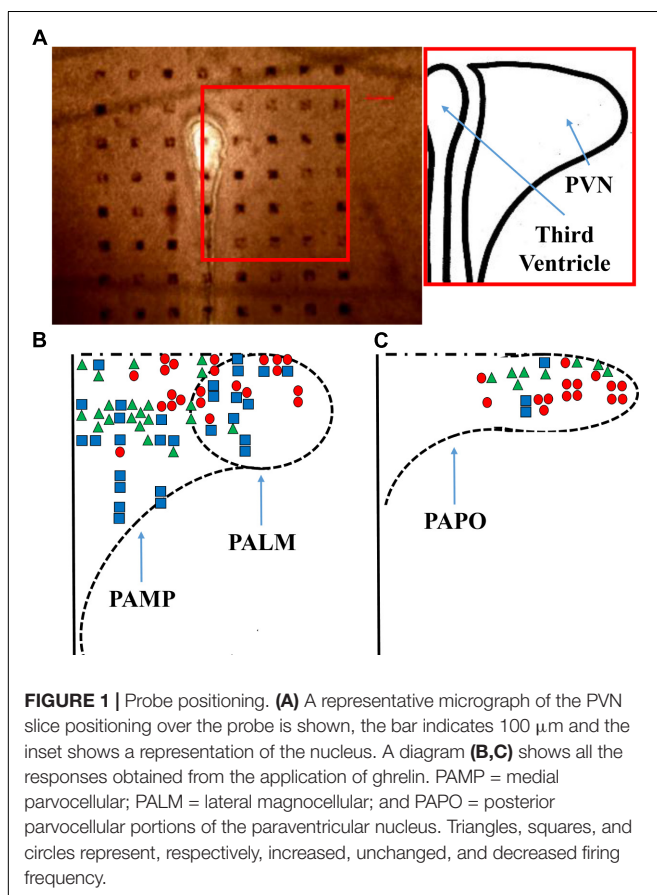 A
PVN
Third
Ventricle
B
C
PALM
PAMP
PAPO
FIGURE 1 | Probe positioning. (A) A representative micrograph of the PVN
slice positioning over the probe is shown, the bar indicates 100 μm and the
inset shows a representation of the nucleus. A diagram (B,C) shows all the
responses obtained from the application of ghrelin. PAMP = medial
parvocellular; PALM = lateral magnocellular; and PAPO = posterior
parvocellular portions of the paraventricular nucleus. Triangles, squares, and
circles represent, respectively, increased, unchanged, and decreased firing
frequency.